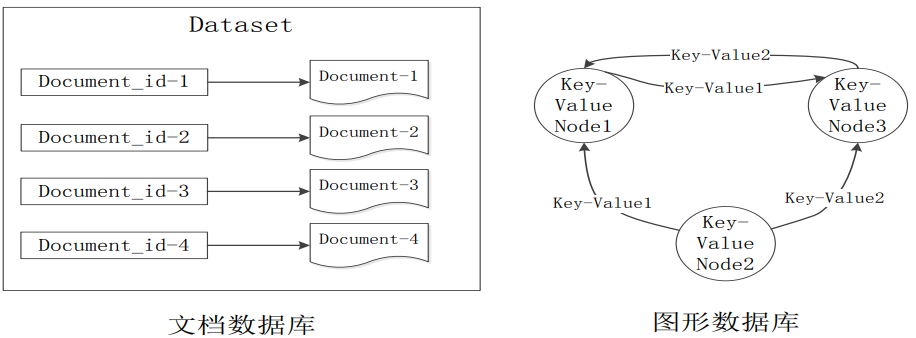 Dataset
Document_id-1
Document-1
Document_id-2
Document-2
Document_id-3
Document-3
Document_id-4
Document-4
文档数据库
Key-Value2
Key-Value1
Key-
Value
Node1
Key-
Value
Node3
Key-Value1
Key-Value2
Key-
Value
Node2
图形数据库